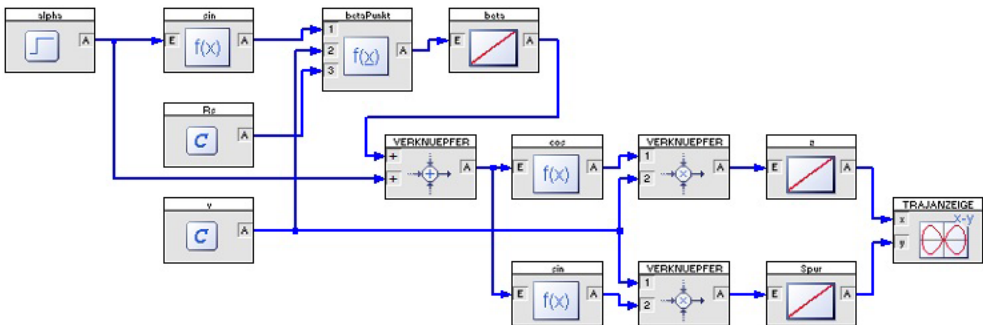 alpha
sin
betaPunkt
beta
A
E
f(x)
A
1
2
3
f(x)
A
E
A
Rs
C
A
VERKNUEPFER
+
+
A
cos
E
f(x)
A
VERKNUEPFER
1
2
A
E
A
v
C
A
TRAJANZEIGE
x
y
x-y
sin
E
f(x)
A
VERKNUEPFER
1
2
A
Spur
E
A